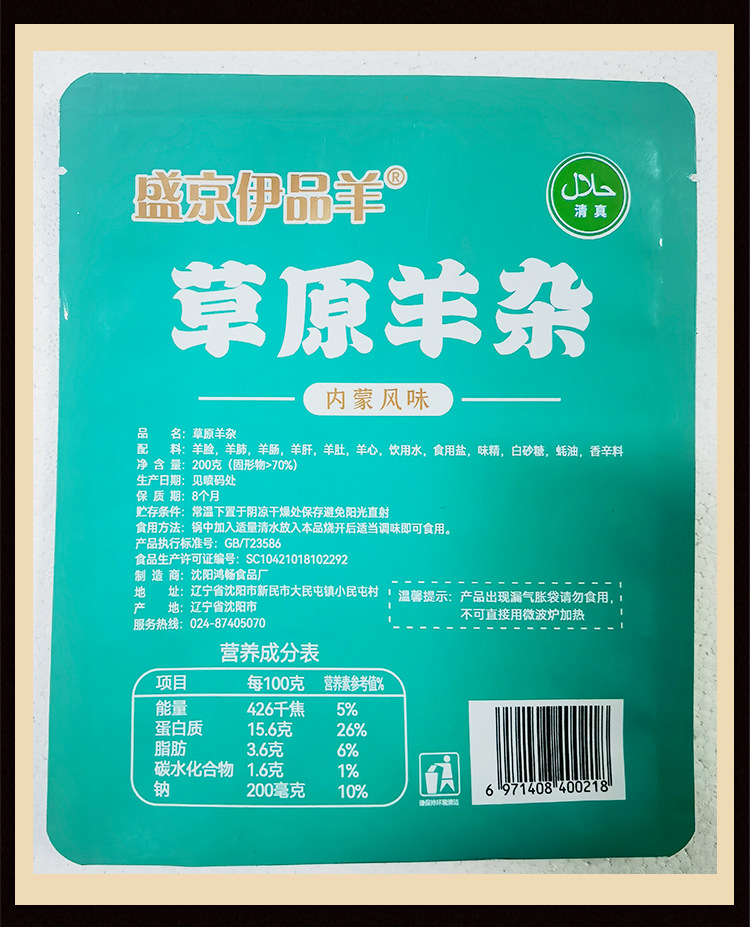 盛京伊品羊®
حلال
清真
草原羊杂
内蒙风味
品 名：草原羊杂
配 料：羊脸，羊肺，羊肠，羊肝，羊肚，羊心，饮用水，食用盐，味精，白砂糖，蚝油，香辛料
净 含 量：200克（固形物>70%）
生产日期：见喷码处
保 质 期：8个月
贮存条件：常温下置于阴凉干燥处保存避免阳光直射
食用方法：锅中加入适量清水放入本品烧开后适当调味即可食用。
产品执行标准号：GB/T23586
食品生产许可证编号：SC10421018102292
制 造 商：沈阳鸿畅食品厂
地 址：辽宁省沈阳市新民市大民屯镇小民屯村
产 地：辽宁省沈阳市
服务热线：024-87405070
温馨提示：产品出现漏气胀袋请勿食用，
不可直接用微波炉加热
营养成分表
项目 每100克 营养素参考值%
能量 426千焦 5%
蛋白质 15.6克 26%
脂肪 3.6克 6%
碳水化合物 1.6克 1%
钠 200毫克 10%
请保持环境清洁
6 971408 400218